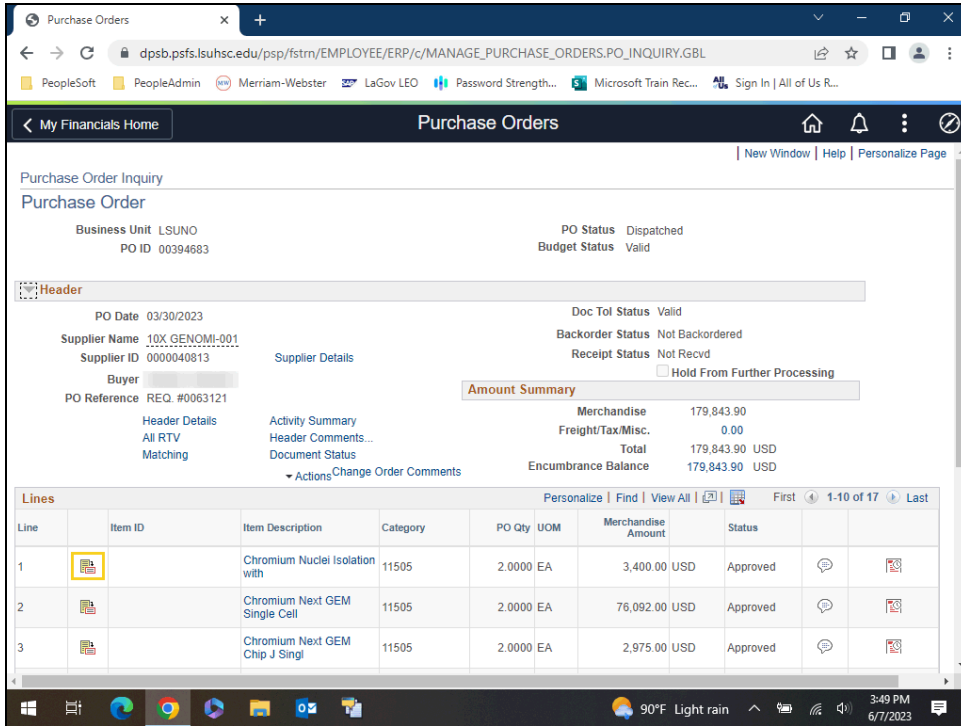 Purchase Orders
dpsb.psfs.lsuhsc.edu/psp/fstrn/EMPLOYEE/ERP/c/MANAGE_PURCHASE_ORDERS.PO_INQUIRY.GBL
PeopleSoft PeopleAdmin MW Merriam-Webster SAP LaGov LEO Password Strength... S Microsoft Train Rec... All of Us Sign In | All of Us R...
My Financials Home Purchase Orders
New Window | Help | Personalize Page
Purchase Order Inquiry
Purchase Order
Business Unit LSUNO PO Status Dispatched
PO ID 00394683 Budget Status Valid
Header
PO Date 03/30/2023 Doc Tol Status Valid
Supplier Name 10X GENOMI-001 Backorder Status Not Backordered
Supplier ID 0000040813 Supplier Details Receipt Status Not Recvd
Buyer Hold From Further Processing
PO Reference REQ. #0063121 Amount Summary
Header Details Activity Summary Merchandise 179,843.90
All RTV Header Comments... Freight/Tax/Misc. 0.00
Matching Document Status Total 179,843.90 USD
Actions Change Order Comments Encumbrance Balance 179,843.90 USD
Lines Personalize | Find | View All | First 1-10 of 17 Last
Line Item ID Item Description Category PO Qty UOM Merchandise Amount Status
1 Chromium Nuclei Isolation with 11505 2.0000 EA 3,400.00 USD Approved
2 Chromium Next GEM Single Cell 11505 2.0000 EA 76,092.00 USD Approved
3 Chromium Next GEM Chip J Singl 11505 2.0000 EA 2,975.00 USD Approved
90°F Light rain 3:49 PM
6/7/2023